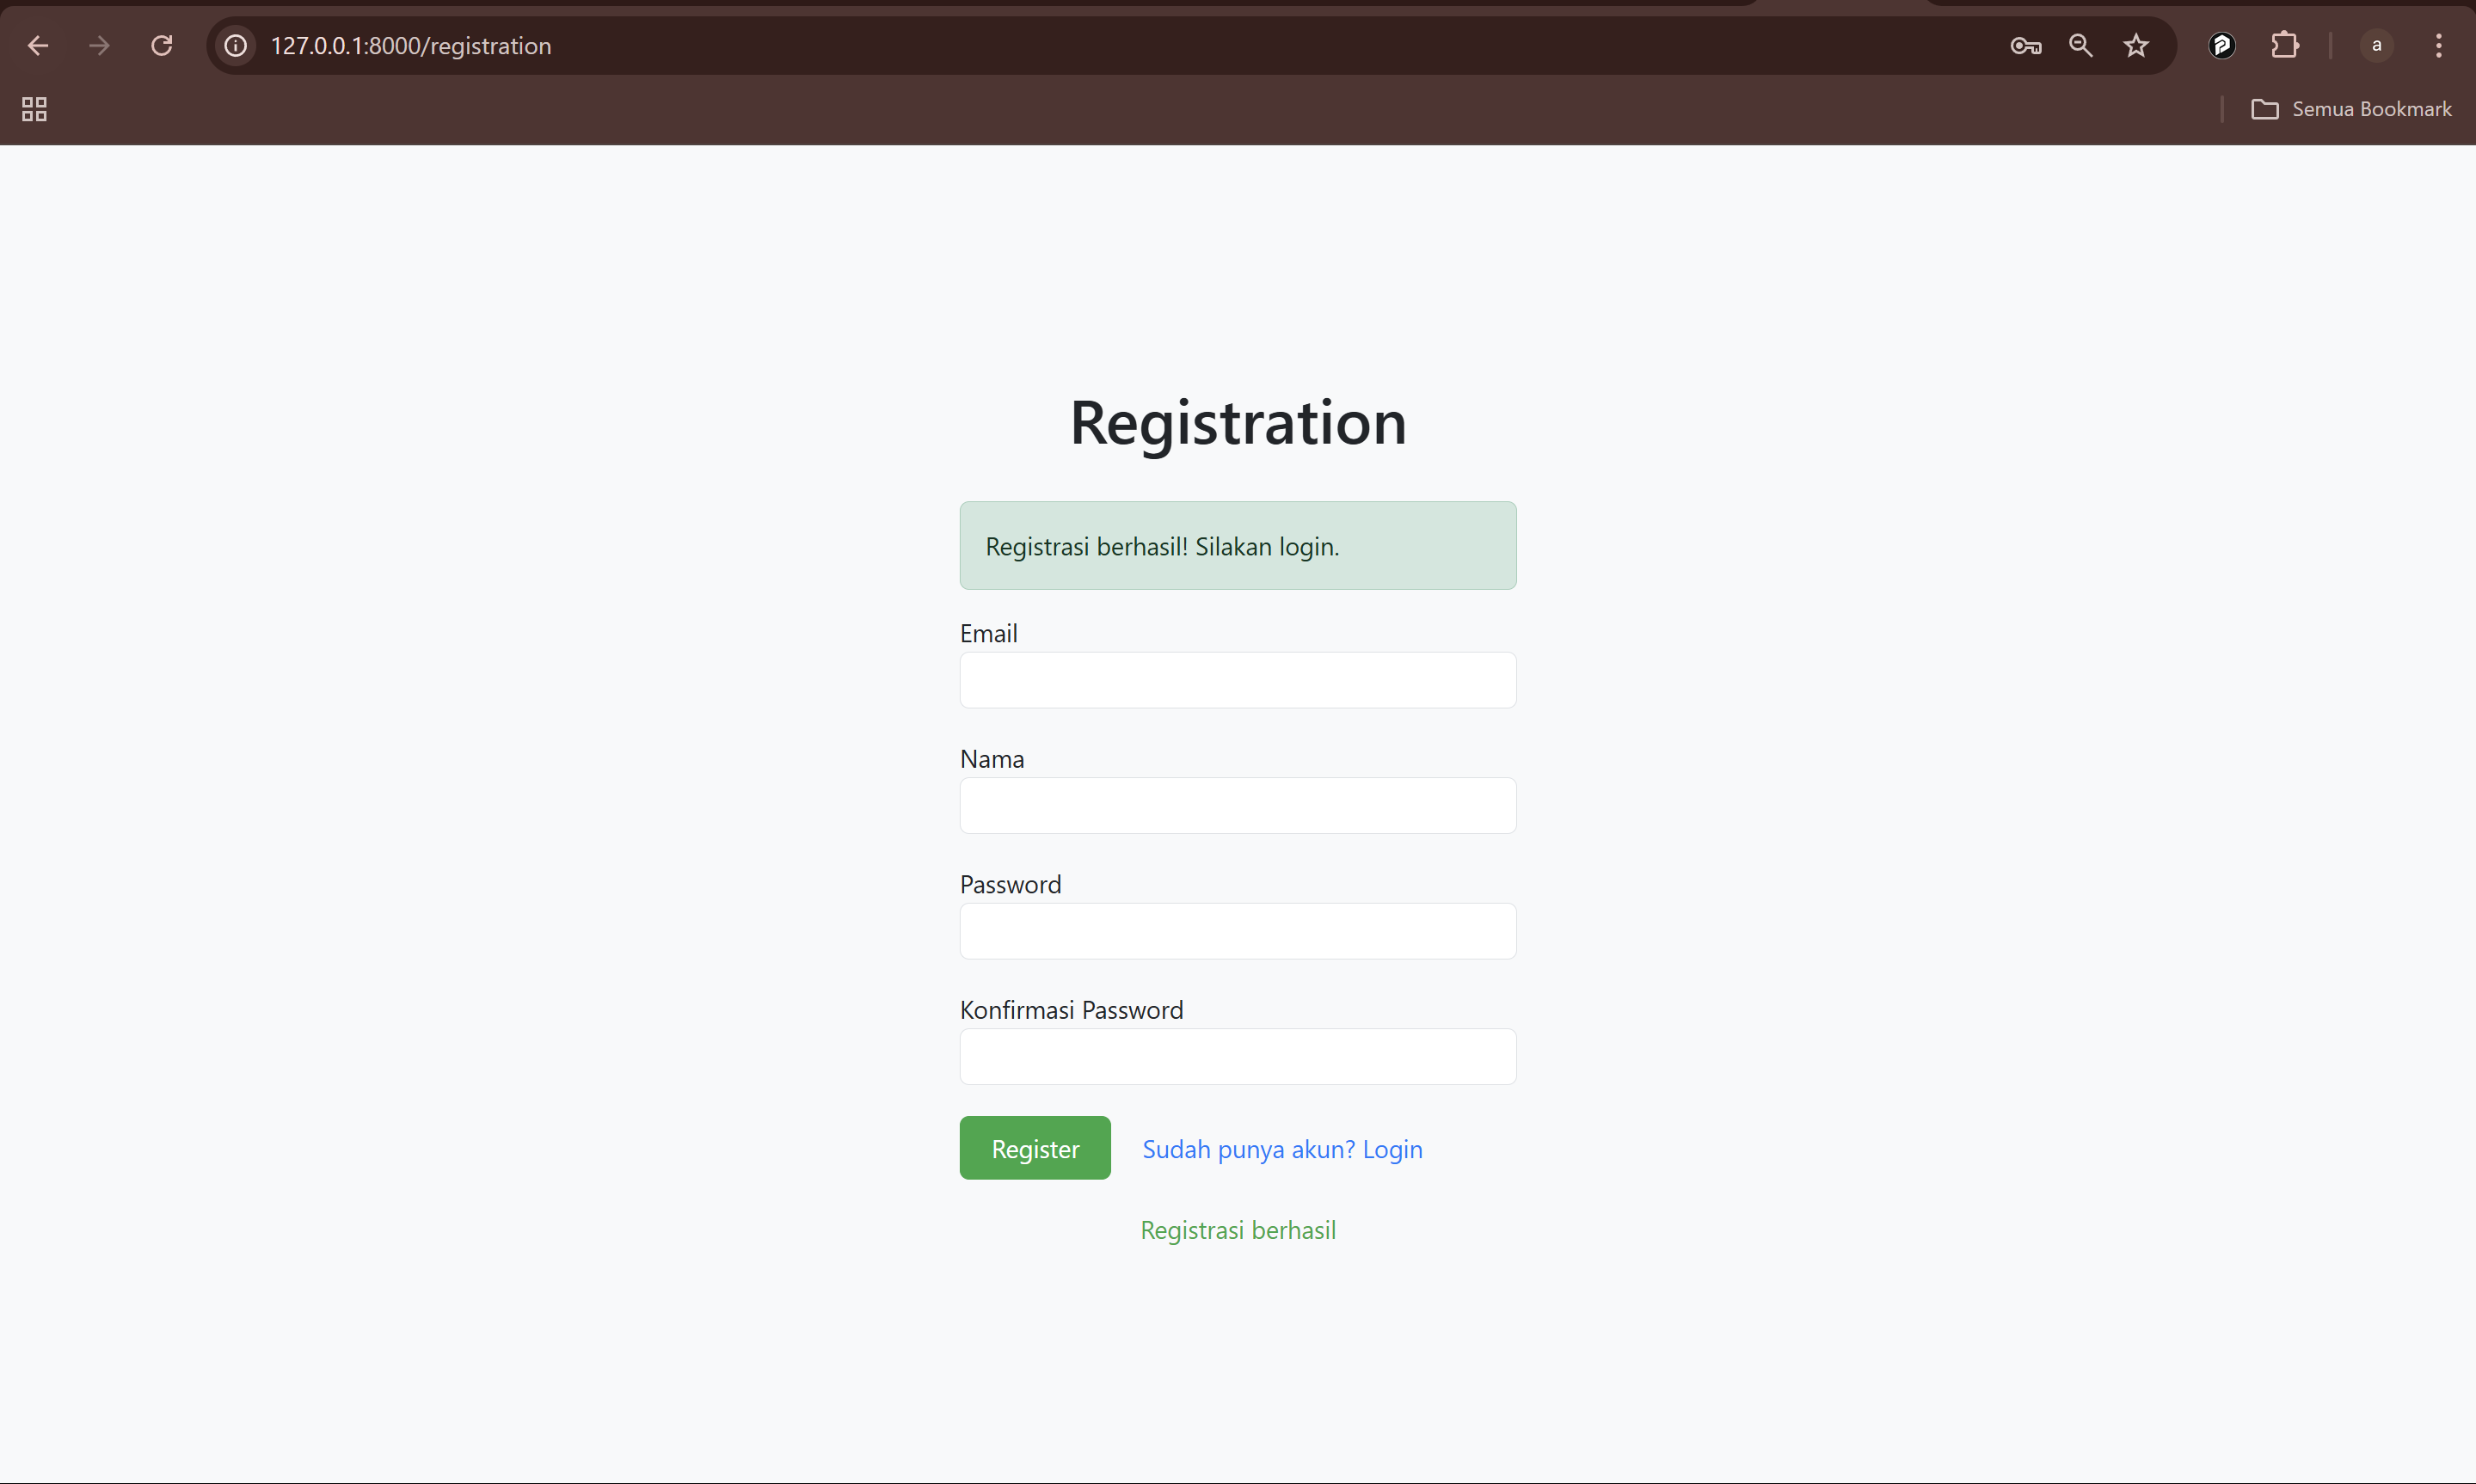 127.0.0.1:8000/registration
a
Semua Bookmark
Registration
Registrasi berhasil! Silakan login.
Email
Nama
Password
Konfirmasi Password
Register
Sudah punya akun? Login
Registrasi berhasil